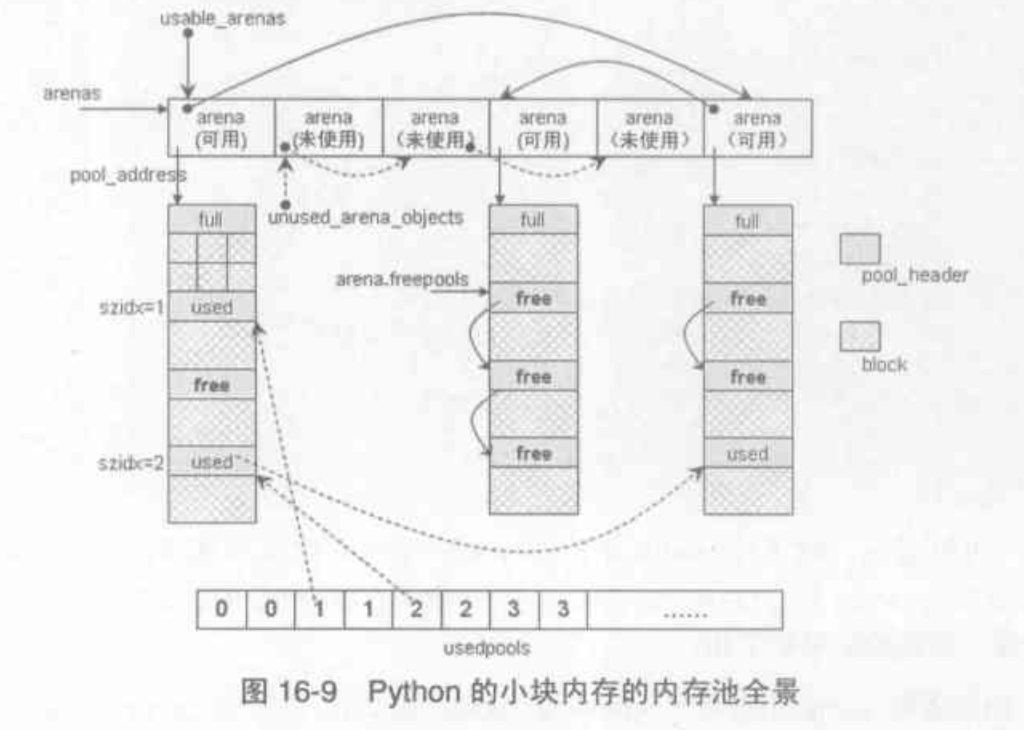 usable_arenas
arenas
arena (可用)
arena (未使用)
arena (未使用)
arena (可用)
arena (未使用)
arena (可用)
pool_address
unused_arena_objects
full
full
full
arena.freepools
pool_header
szidx=1
used
free
free
free
free
free
block
free
szidx=2
used
free
used
0 0 1 1 2 2 3 3 ......
usedpools
图 16-9 Python 的小块内存的内存池全景